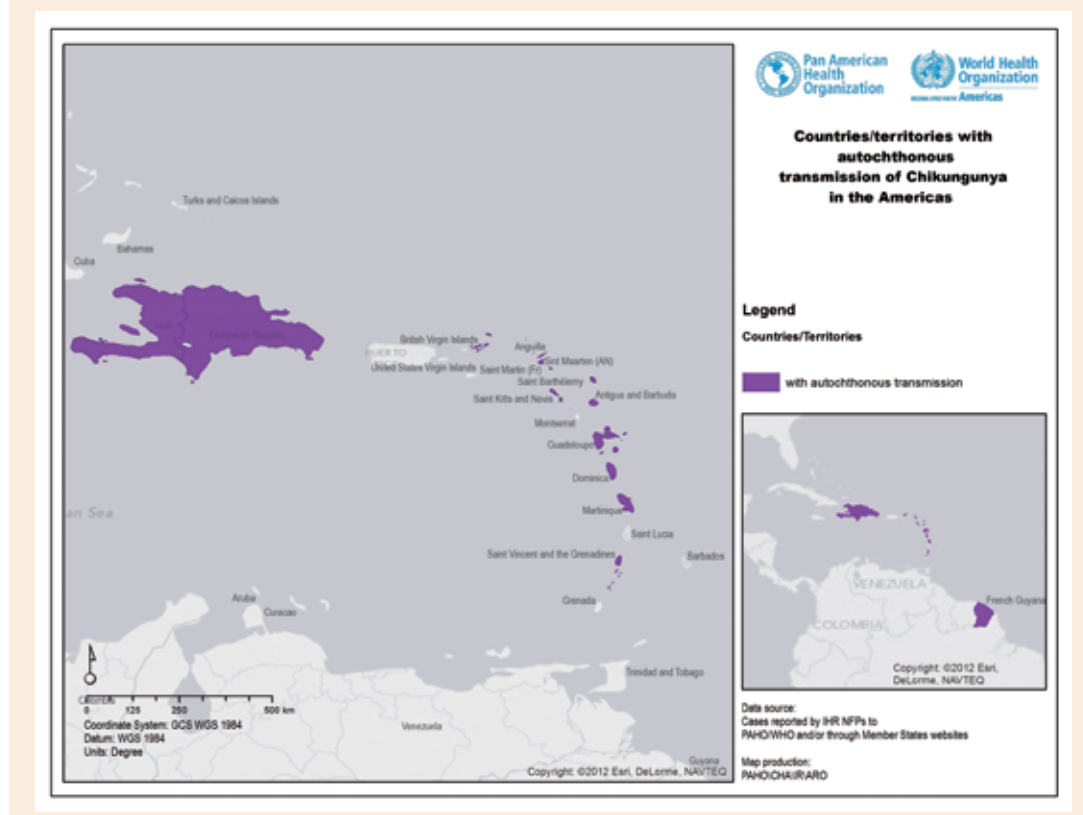 Pan American
Health
Organization
World Health
Organization
Americas
Countries/territories with
autochthonous
transmission of Chikungunya
in the Americas
Turks and Caicos Islands
Bahamas
Cuba
Dominican Republic
British Virgin Islands
PUERTO
United States Virgin Islands
Anguilla
Saint Martin (Fr)
Sint Maarten (AN)
Saint Barthélemy
Saint Kitts and Nevis
Antigua and Barbuda
Montserrat
Guadeloupe
Dominica
Martinique
an Sea
Saint Lucia
Saint Vincent and the Grenadines
Barbados
Grenada
Aruba
Curacao
Trinidad and Tobago
Venezuela
Guyana
0 125 250 500 km
Coordinate System: GCS WGS 1984
Datum: WGS 1984
Units: Degree
Copyright: ©2012 Esri, DeLorme, NAVTEQ
Legend
Countries/Territories
with autochthonous transmission
VENEZUELA
French Guyana
COLOMBIA
Copyright: ©2012 Esri,
DeLorme, NAVTEQ
Data source:
Cases reported by IHR NFPs to
PAHO/WHO and/or through Member States websites
Map production:
PAHO\CHA\IR\ARO